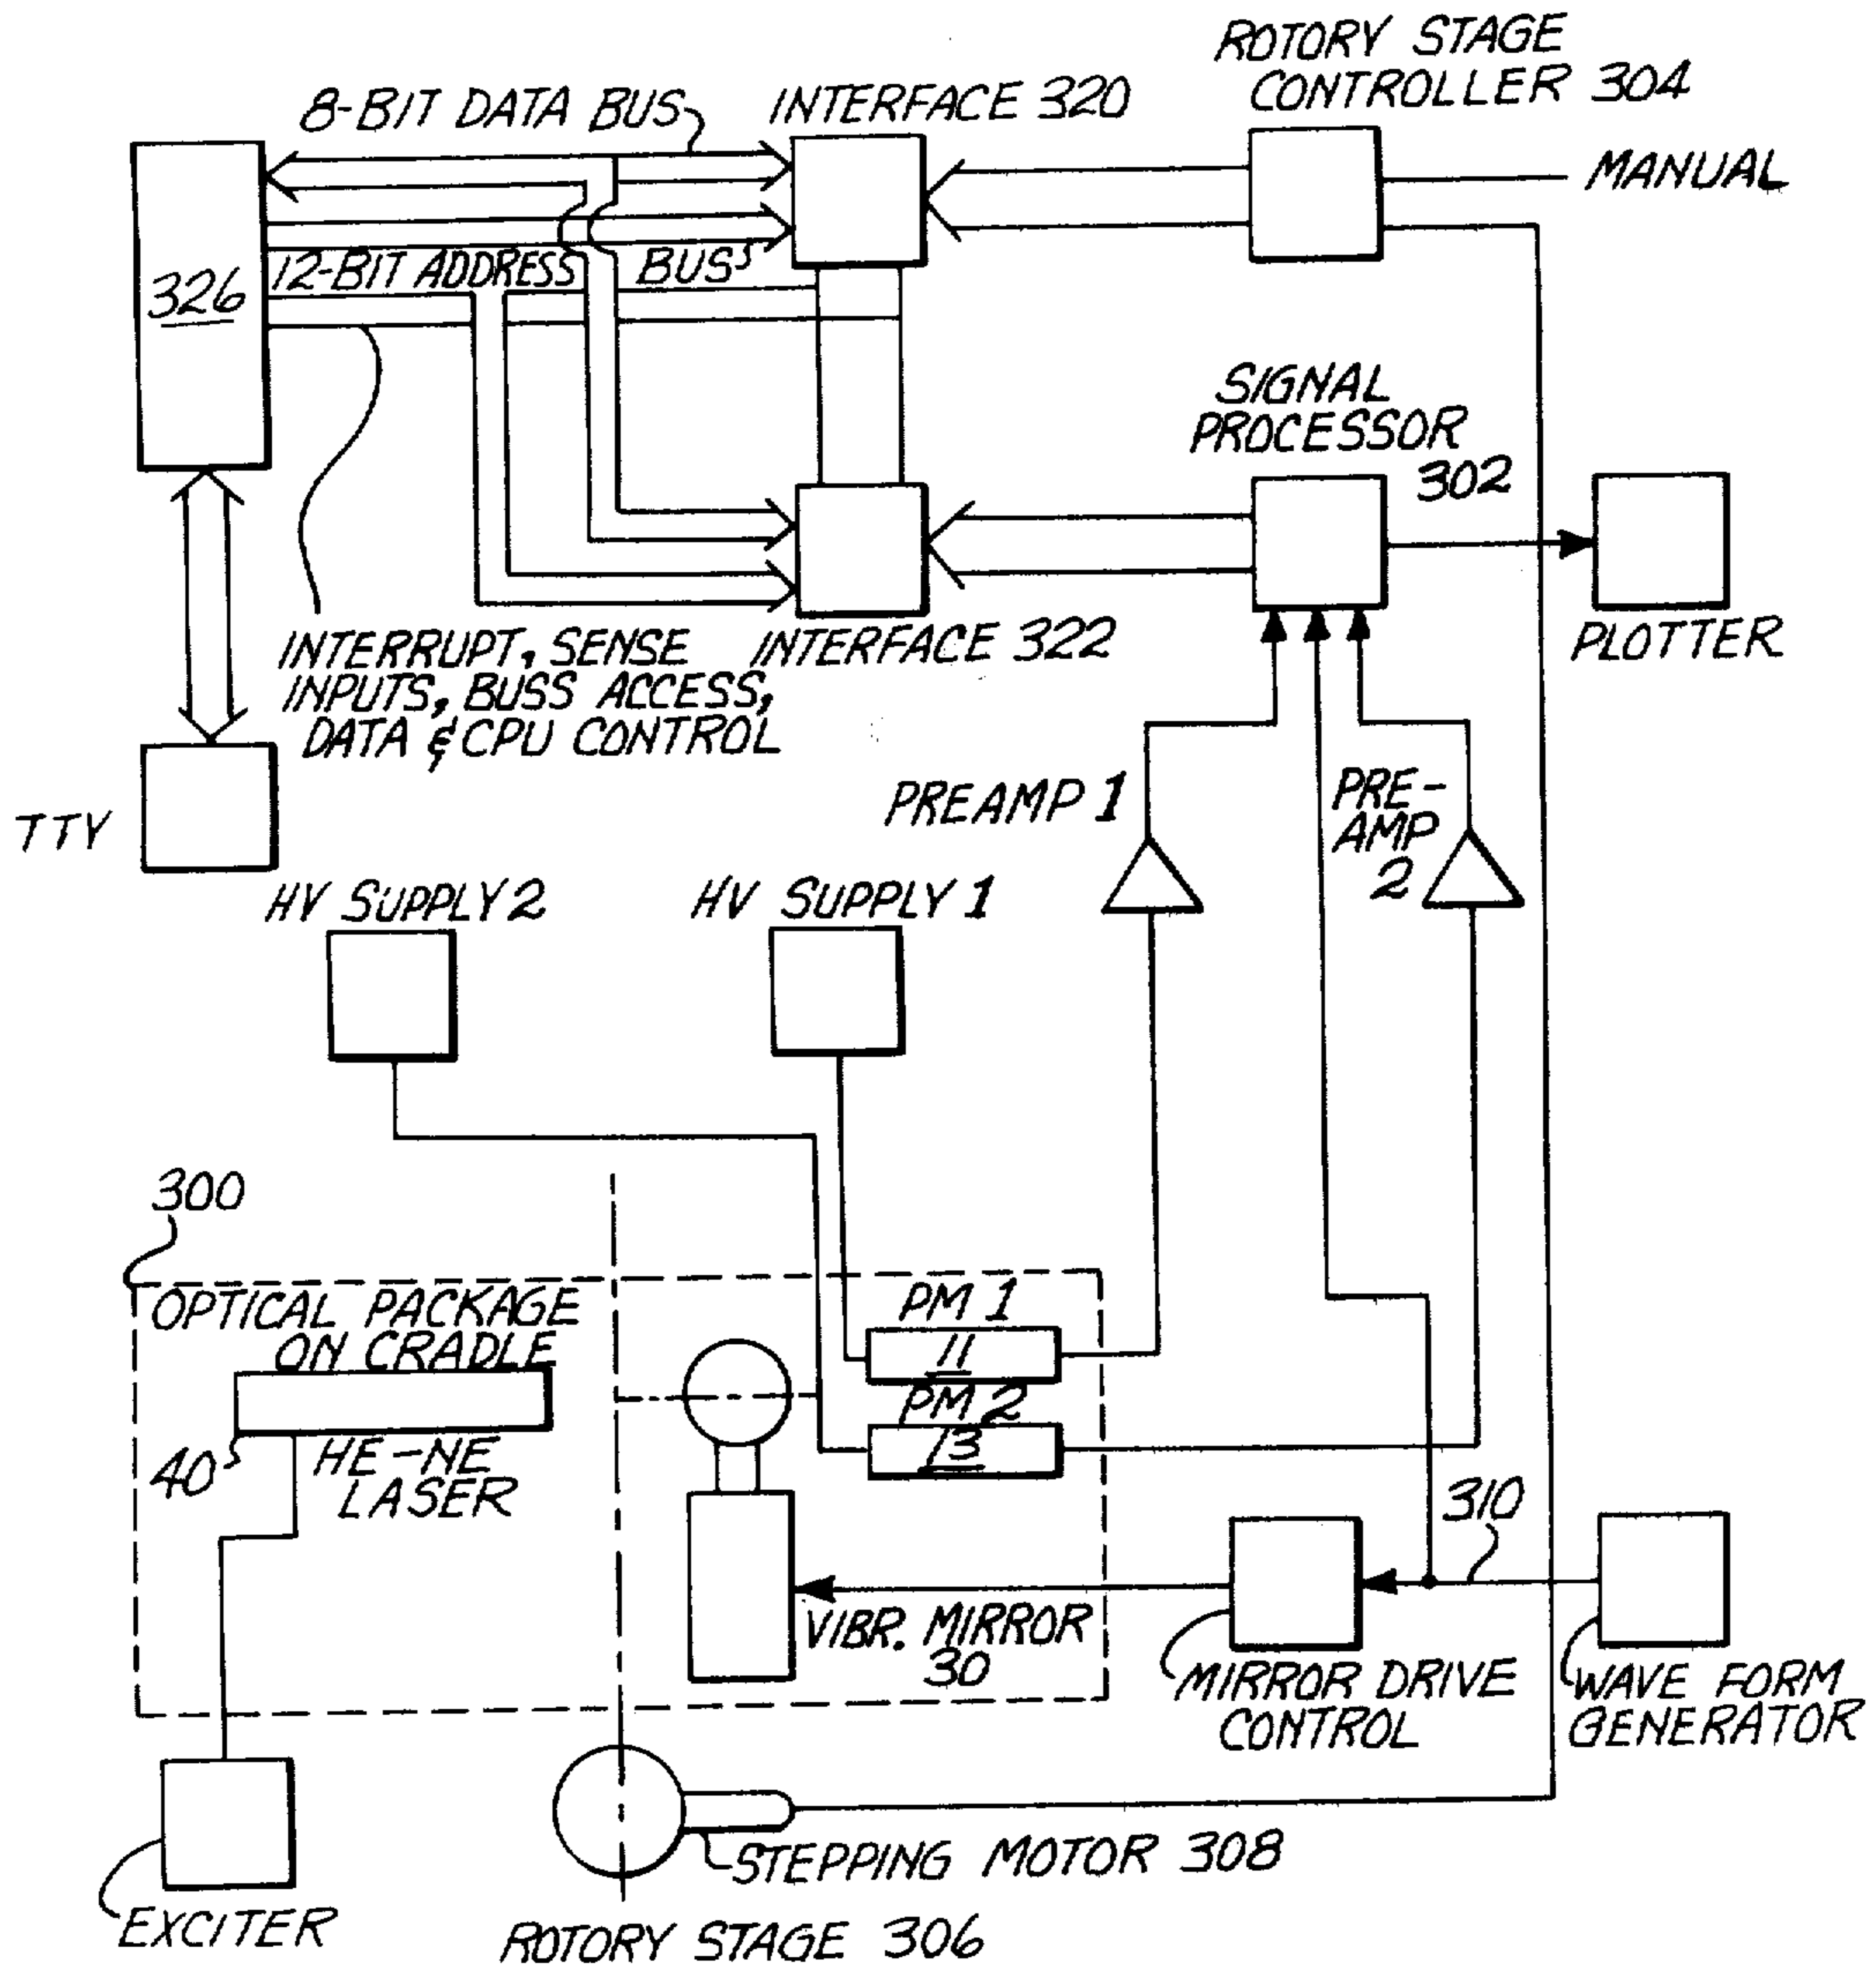 ROTORY STAGE
CONTROLLER 304
8-BIT DATA BUS
INTERFACE 320
MANUAL
326
12-BIT ADDRESS BUS
SIGNAL
PROCESSOR
302
INTERRUPT, SENSE
INPUTS, BUSS ACCESS,
DATA & CPU CONTROL
INTERFACE 322
PLOTTER
TTY
PREAMP 1
PRE-
AMP
2
HV SUPPLY 2
HV SUPPLY 1
300
OPTICAL PACKAGE
ON CRADLE
PM 1
11
PM 2
13
40
HE-NE
LASER
310
VIBR. MIRROR
30
MIRROR DRIVE
CONTROL
WAVE FORM
GENERATOR
STEPPING MOTOR 308
EXCITER
ROTORY STAGE 306